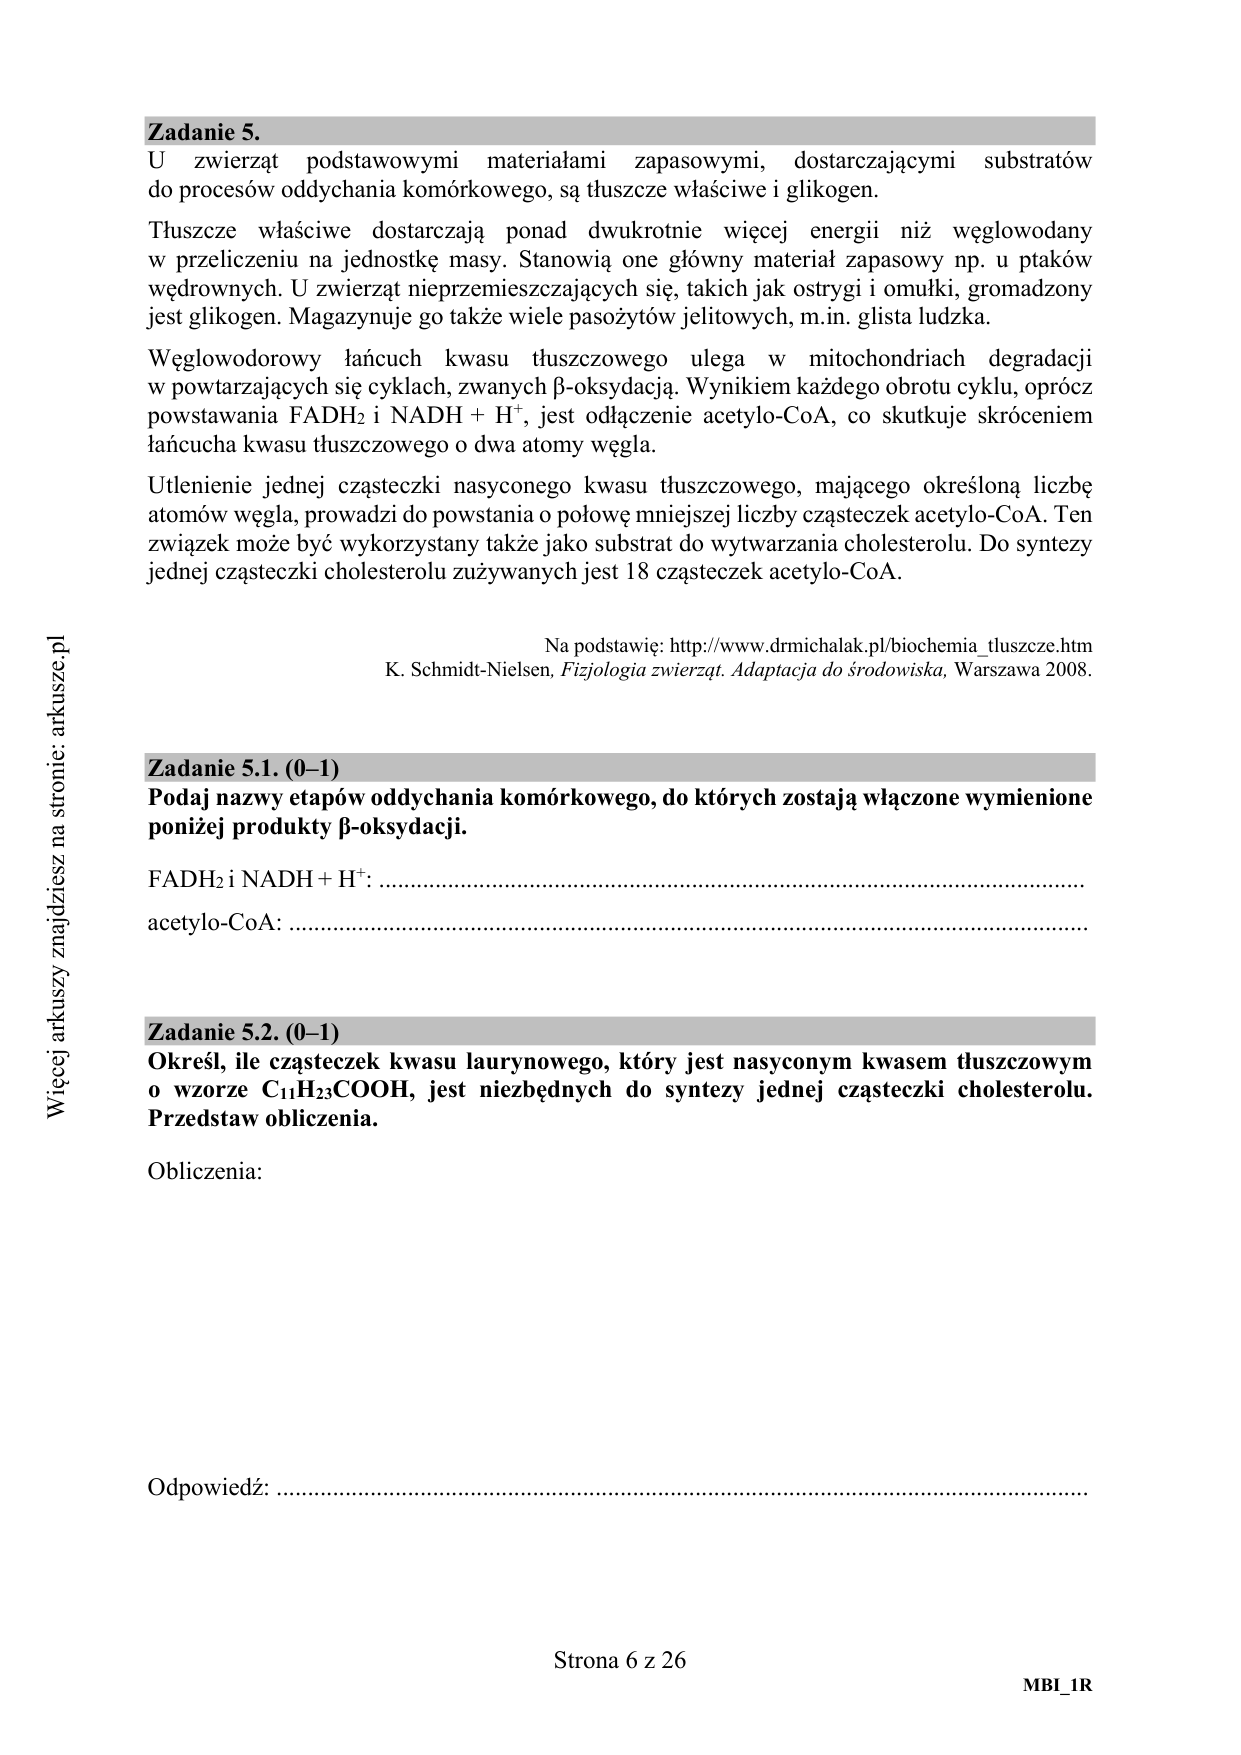 Zadanie 5.
U zwierząt podstawowymi materiałami zapasowymi, dostarczającymi substratów
do procesów oddychania komórkowego, są tłuszcze właściwe i glikogen.
Tłuszcze właściwe dostarczają ponad dwukrotnie więcej energii niż węglowodany
w przeliczeniu na jednostkę masy. Stanowią one główny materiał zapasowy np. u ptaków
wędrownych. U zwierząt nieprzemieszczających się, takich jak ostrygi i omułki, gromadzony
jest glikogen. Magazynuje go także wiele pasożytów jelitowych, m.in. glista ludzka.
Węglowodorowy łańcuch kwasu tłuszczowego ulega w mitochondriach degradacji
w powtarzających się cyklach, zwanych β-oksydacją. Wynikiem każdego obrotu cyklu, oprócz
powstawania FADH₂ i NADH + H⁺, jest odłączenie acetylo-CoA, co skutkuje skróceniem
łańcucha kwasu tłuszczowego o dwa atomy węgla.
Utlenienie jednej cząsteczki nasyconego kwasu tłuszczowego, mającego określoną liczbę
atomów węgla, prowadzi do powstania o połowę mniejszej liczby cząsteczek acetylo-CoA. Ten
związek może być wykorzystany także jako substrat do wytwarzania cholesterolu. Do syntezy
jednej cząsteczki cholesterolu zużywanych jest 18 cząsteczek acetylo-CoA.
Na podstawię: http://www.drmichalak.pl/biochemia_tluszcze.htm
K. Schmidt-Nielsen, Fizjologia zwierząt. Adaptacja do środowiska, Warszawa 2008.
Zadanie 5.1. (0–1)
Podaj nazwy etapów oddychania komórkowego, do których zostają włączone wymienione
poniżej produkty β-oksydacji.
FADH₂ i NADH + H⁺: .................................................................................................................
acetylo-CoA: ................................................................................................................................
Zadanie 5.2. (0–1)
Określ, ile cząsteczek kwasu laurynowego, który jest nasyconym kwasem tłuszczowym
o wzorze C₁₁H₂₃COOH, jest niezbędnych do syntezy jednej cząsteczki cholesterolu.
Przedstaw obliczenia.
Obliczenia:
Odpowiedź: ..................................................................................................................................
Strona 6 z 26
MBI_1R
Więcej arkuszy znajdziesz na stronie: arkusze.pl